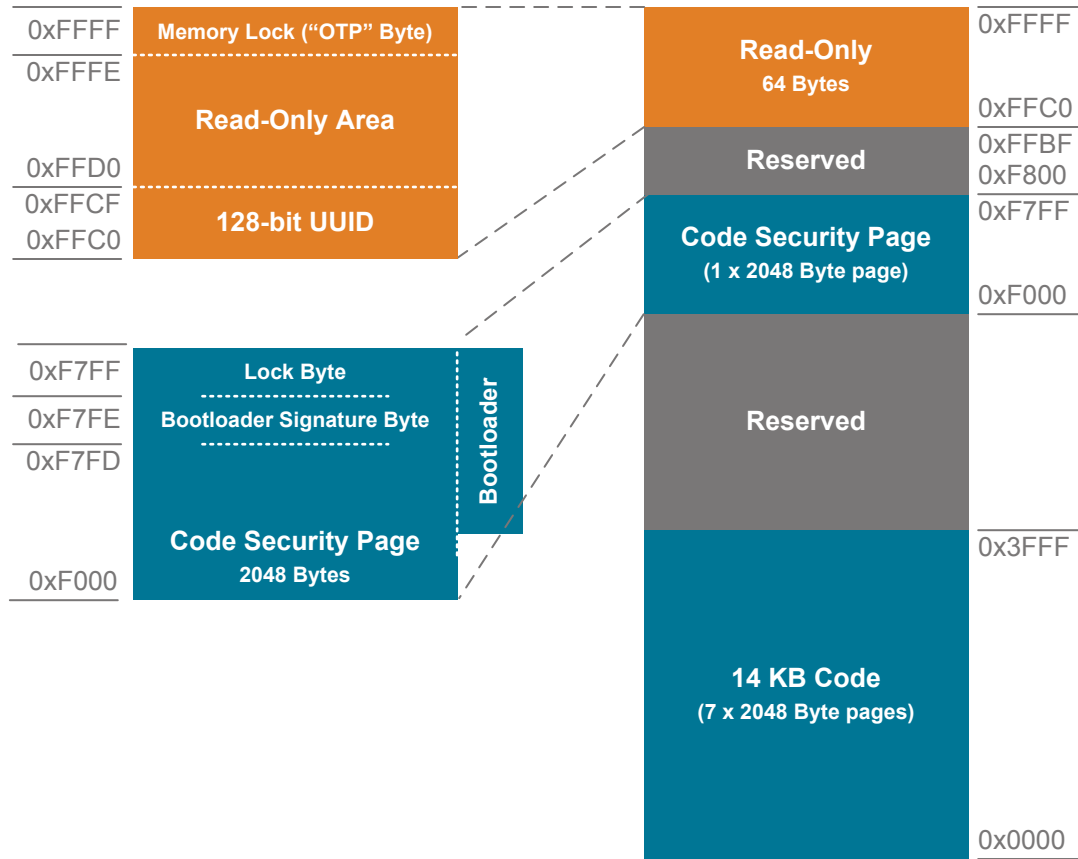 0xFFFF
Memory Lock (“OTP” Byte)
0xFFFE
Read-Only Area
0xFFD0
0xFFCF
128-bit UUID
0xFFC0
0xF7FF
Lock Byte
0xF7FE
Bootloader Signature Byte
0xF7FD
Bootloader
Code Security Page
2048 Bytes
0xF000
0xFFFF
Read-Only
64 Bytes
0xFFC0
0xFFBF
Reserved
0xF800
0xF7FF
Code Security Page
(1 x 2048 Byte page)
0xF000
Reserved
0x3FFF
14 KB Code
(7 x 2048 Byte pages)
0x0000